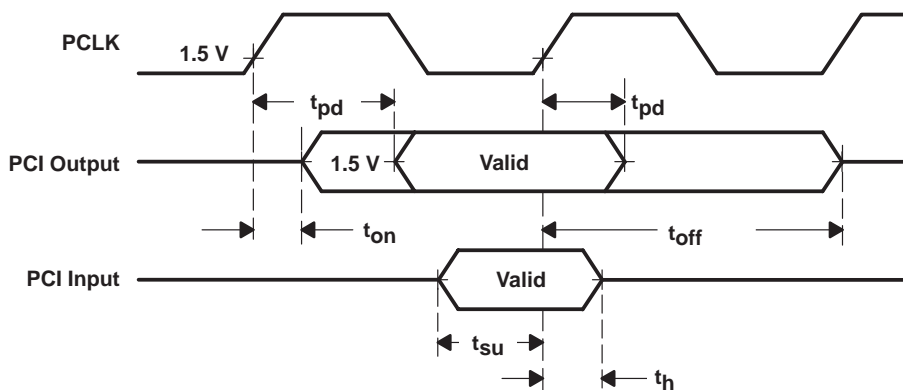 PCLK
1.5 V
tpd
tpd
PCI Output
1.5 V
Valid
ton
toff
PCI Input
Valid
tsu
th